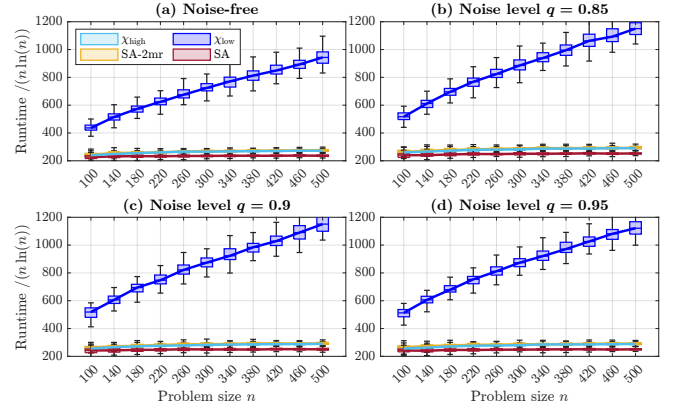 (a) Noise-free
Runtime /(n ln(n))
1200
1000
800
600
400
200
χhigh
χlow
SA-2mr
SA
100 140 180 220 260 300 340 380 420 460 500
(b) Noise level q = 0.85
1200
1000
800
600
400
200
100 140 180 220 260 300 340 380 420 460 500
(c) Noise level q = 0.9
Runtime /(n ln(n))
1200
1000
800
600
400
200
100 140 180 220 260 300 340 380 420 460 500
Problem size n
(d) Noise level q = 0.95
1200
1000
800
600
400
200
100 140 180 220 260 300 340 380 420 460 500
Problem size n